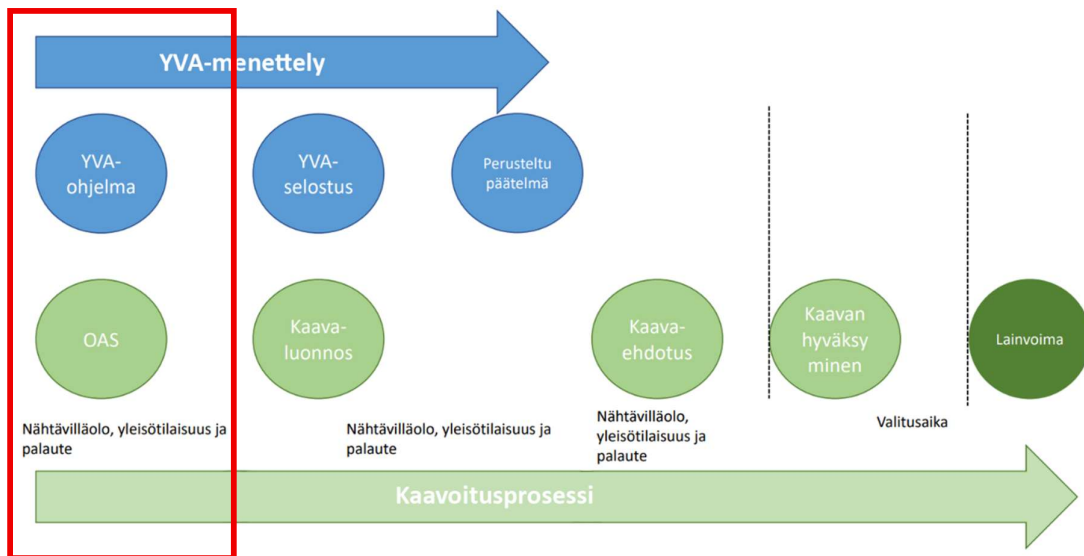 YVA-menettely
YVA-
ohjelma
YVA-
selostus
Perusteltu
päätelmä
OAS
Kaava-
luonnos
Kaava-
ehdotus
Kaavan
hyväksy
minen
Lainvoima
Nähtävilläolo, yleisötilaisuus ja
palaute
Nähtävilläolo, yleisötilaisuus ja
palaute
Nähtävilläolo,
yleisötilaisuus ja
palaute
Valitusaika
Kaavoitusprosessi